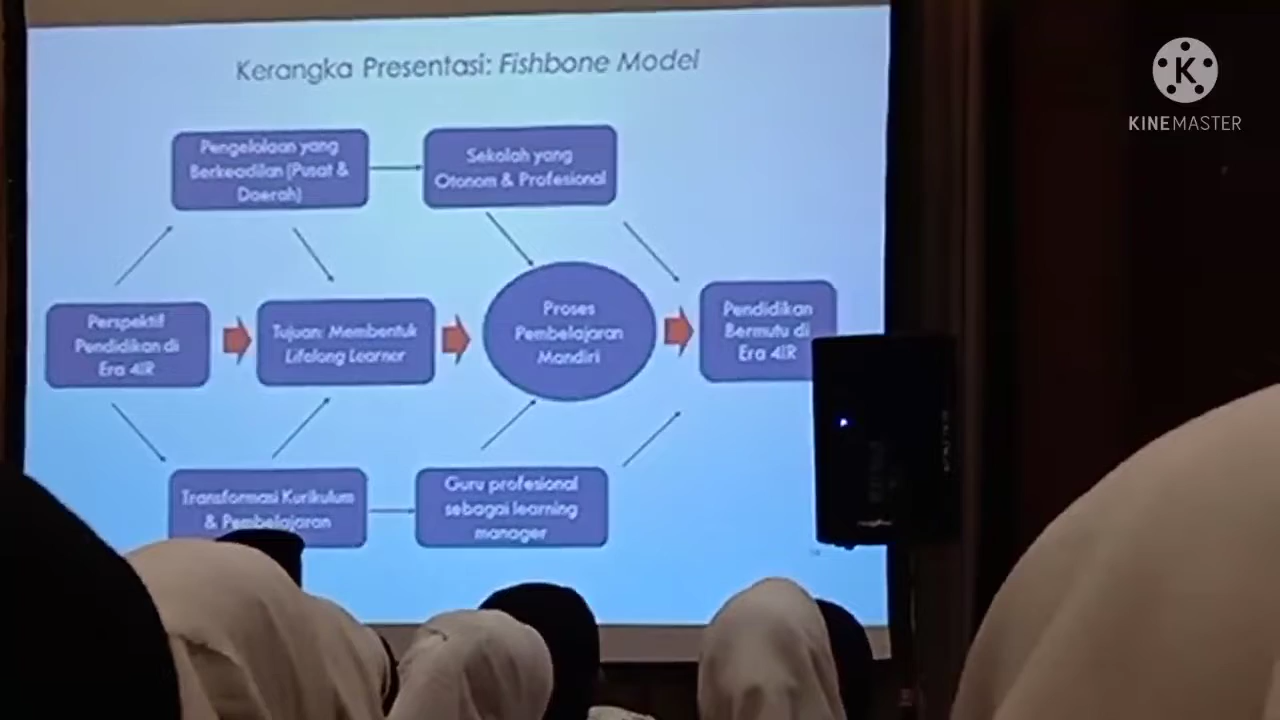 Kerangka Presentasi: Fishbone Model
Pengelolaan yang
Berkeadilan (Pusat &
Daerah)
Sekolah yang
Otonom & Profesional
Perspektif
Pendidikan di
Era 4IR
Tujuan: Membentuk
Lifelong Learner
Proses
Pembelajaran
Mandiri
Pendidikan
Bermutu di
Era 4IR
Transformasi Kurikulum
& Pembelajaran
Guru profesional
sebagai learning
manager
K
KINEMASTER